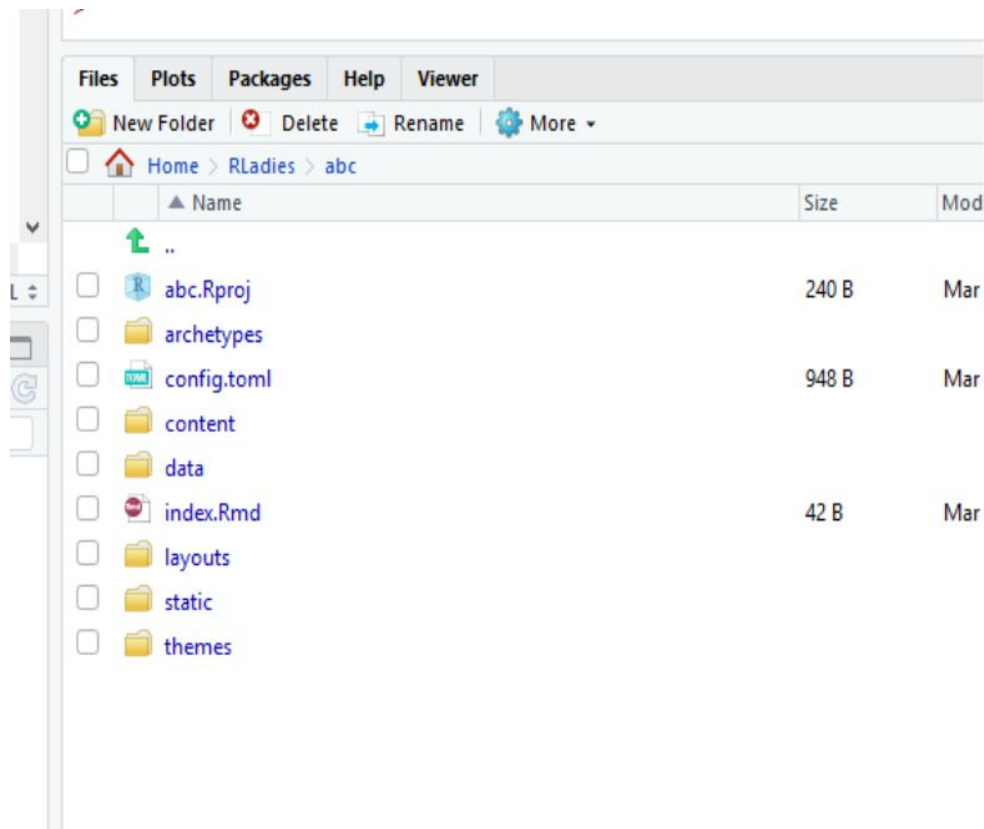 Files Plots Packages Help Viewer
New Folder Delete Rename More
Home > RLadies > abc
Name Size Mod
..
abc.Rproj 240 B Mar
archetypes
config.toml 948 B Mar
content
data
index.Rmd 42 B Mar
layouts
static
themes